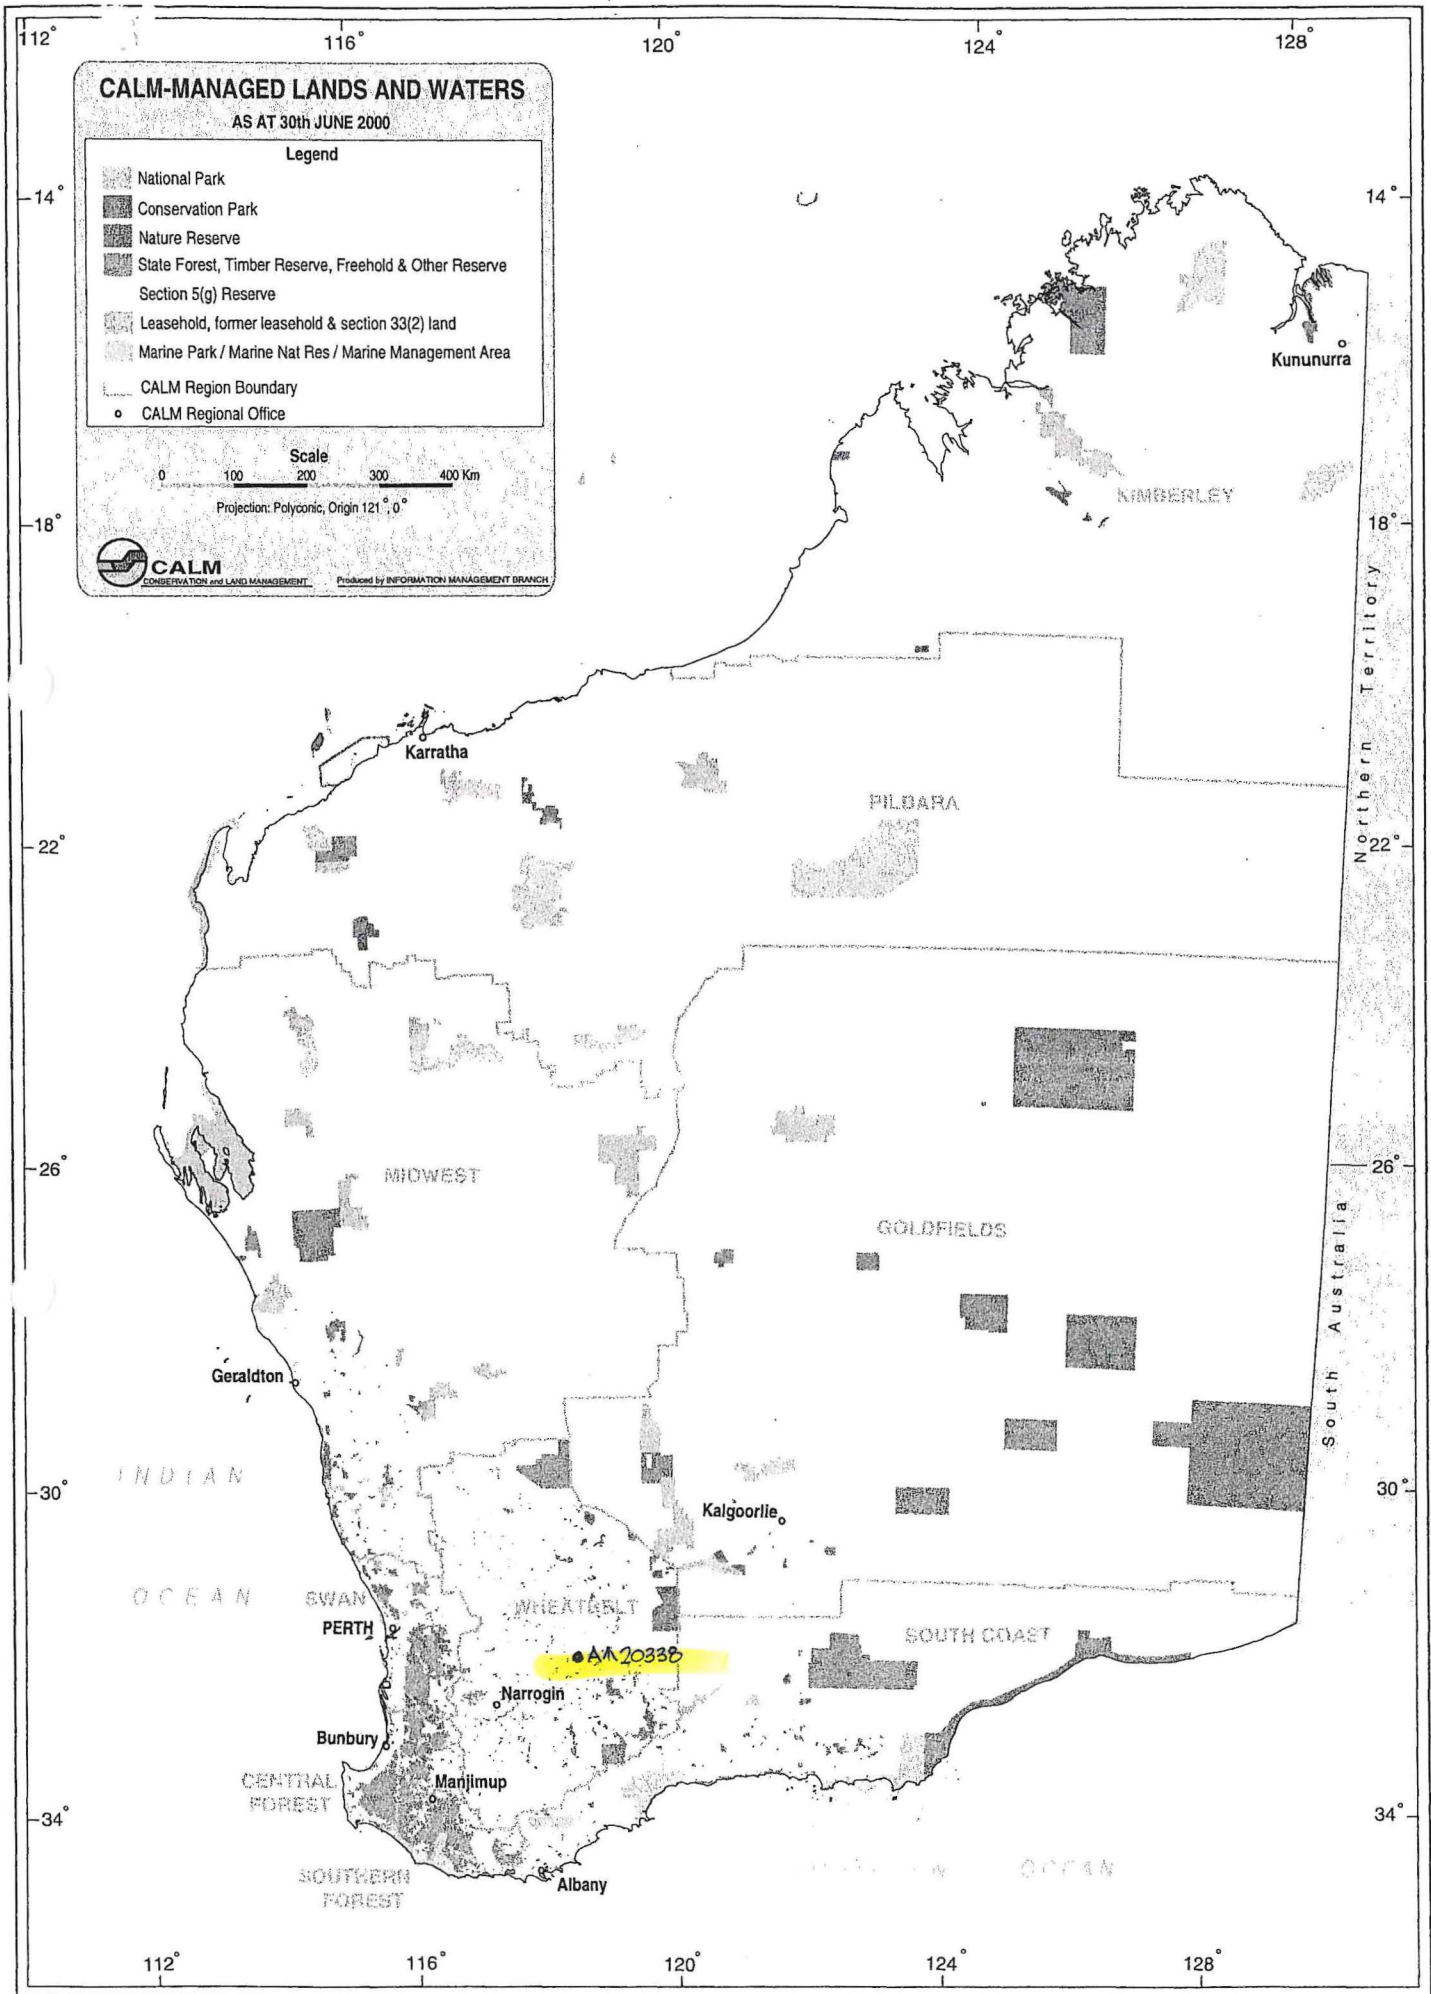 112°
116°
120°
124°
128°
CALM-MANAGED LANDS AND WATERS
AS AT 30th JUNE 2000
Legend
National Park
Conservation Park
Nature Reserve
State Forest, Timber Reserve, Freehold & Other Reserve
Section 5(g) Reserve
Leasehold, former leasehold & section 33(2) land
Marine Park / Marine Nat Res / Marine Management Area
CALM Region Boundary
CALM Regional Office
Scale
0 100 200 300 400 Km
Projection: Polyconic, Origin 121°, 0°
CALM
CONSERVATION and LAND MANAGEMENT
Produced by INFORMATION MANAGEMENT BRANCH
14°
14°
Kununurra
KIMBERLEY
18°
18°
Northern Territory
Karratha
PILBARA
22°
22°
26°
26°
MIDWEST
GOLDFIELDS
South Australia
Geraldton
INDIAN
30°
Kalgoorlie
30°
OCEAN
SWAN
WHEATBELT
PERTH
SOUTH COAST
20338
Narrogin
Bunbury
CENTRAL
FOREST
Manjimup
34°
34°
SOUTHERN
FOREST
Albany
OCEAN
112°
116°
120°
124°
128°